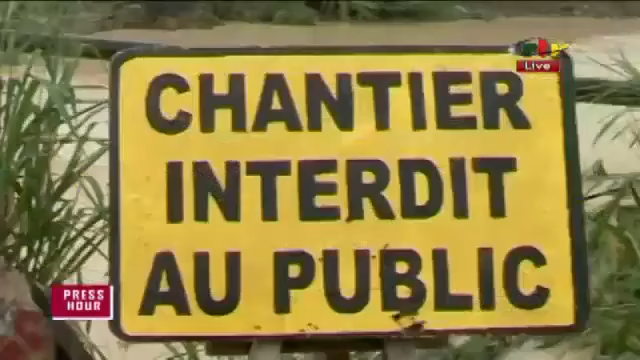 Live
CHANTIER
INTERDIT
AU PUBLIC
PRESS
HOUR